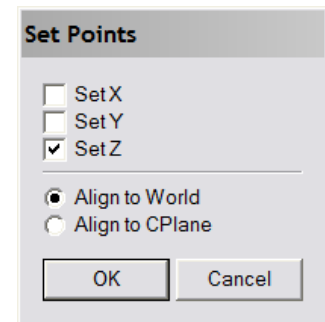 Set Points
Set X
Set Y
Set Z
Align to World
Align to CPlane
OK
Cancel